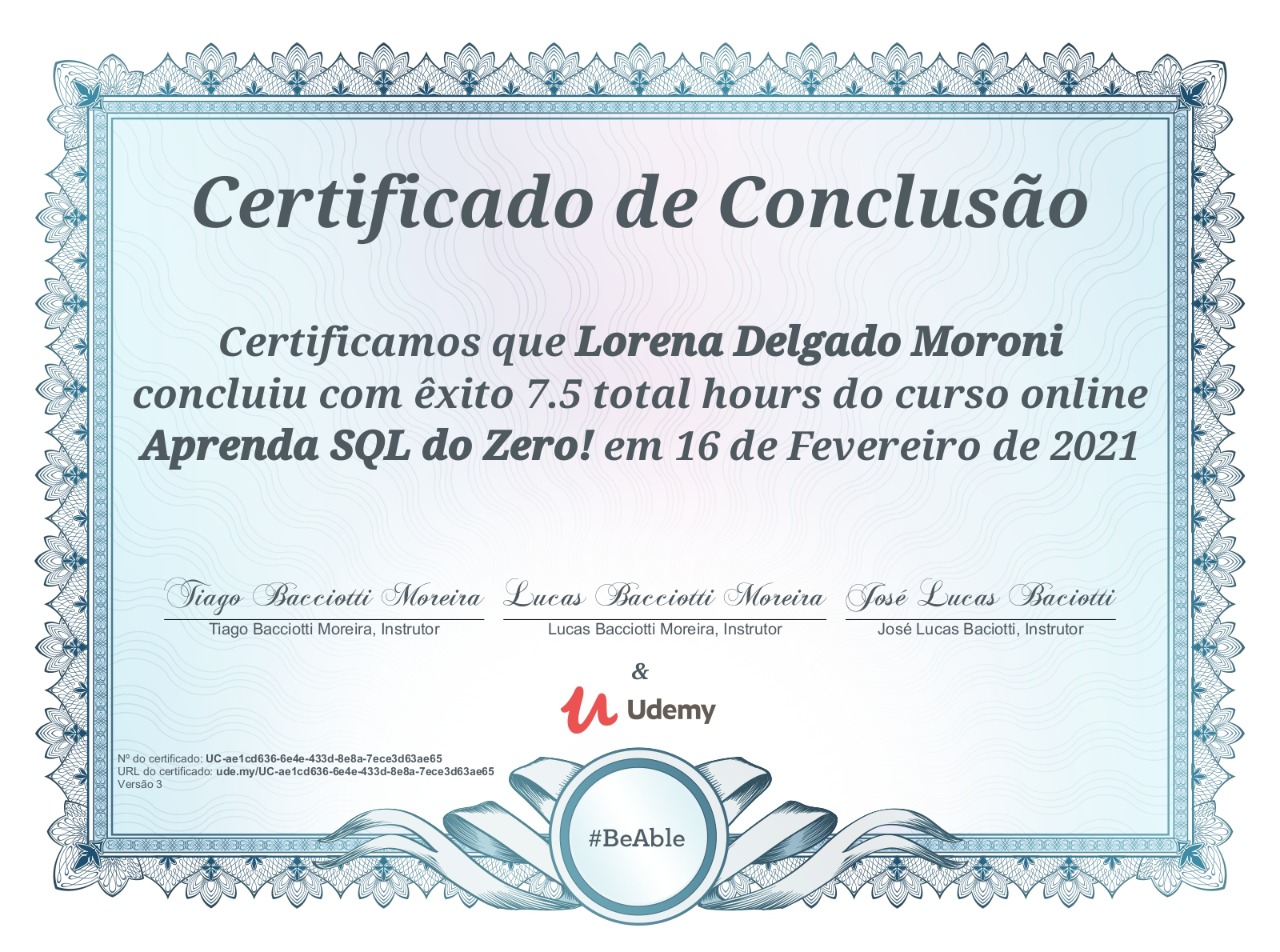 Certificado de Conclusão
Certificamos que Lorena Delgado Moroni
concluiu com êxito 7.5 total hours do curso online
Aprenda SQL do Zero! em 16 de Fevereiro de 2021
Tiago Bacciotti Moreira Lucas Bacciotti Moreira José Lucas Baciotti
Tiago Bacciotti Moreira, Instrutor Lucas Bacciotti Moreira, Instrutor José Lucas Baciotti, Instrutor
&
Udemy
Nº do certificado: UC-ae1cd636-6e4e-433d-8e8a-7ece3d63ae65
URL do certificado: ude.my/UC-ae1cd636-6e4e-433d-8e8a-7ece3d63ae65
Versão 3
#BeAble